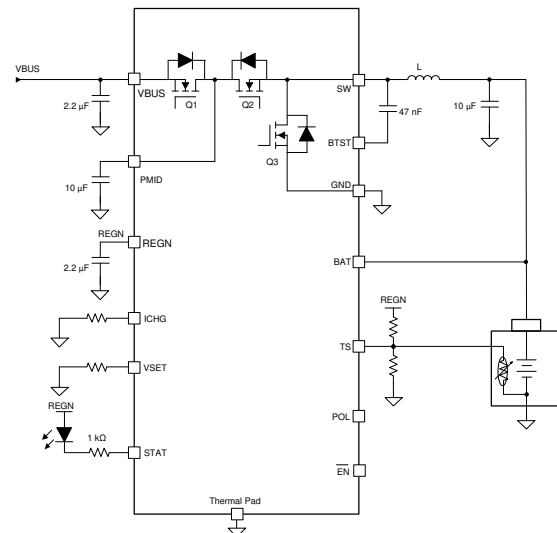 VBUS
2.2 µF
VBUS
Q1
Q2
SW
L
47 nF
10 µF
Q3
BTST
GND
10 µF
PMID
REGN
REGN
2.2 µF
BAT
REGN
ICHG
TS
VSET
REGN
1 kΩ
STAT
POL
EN
Thermal Pad